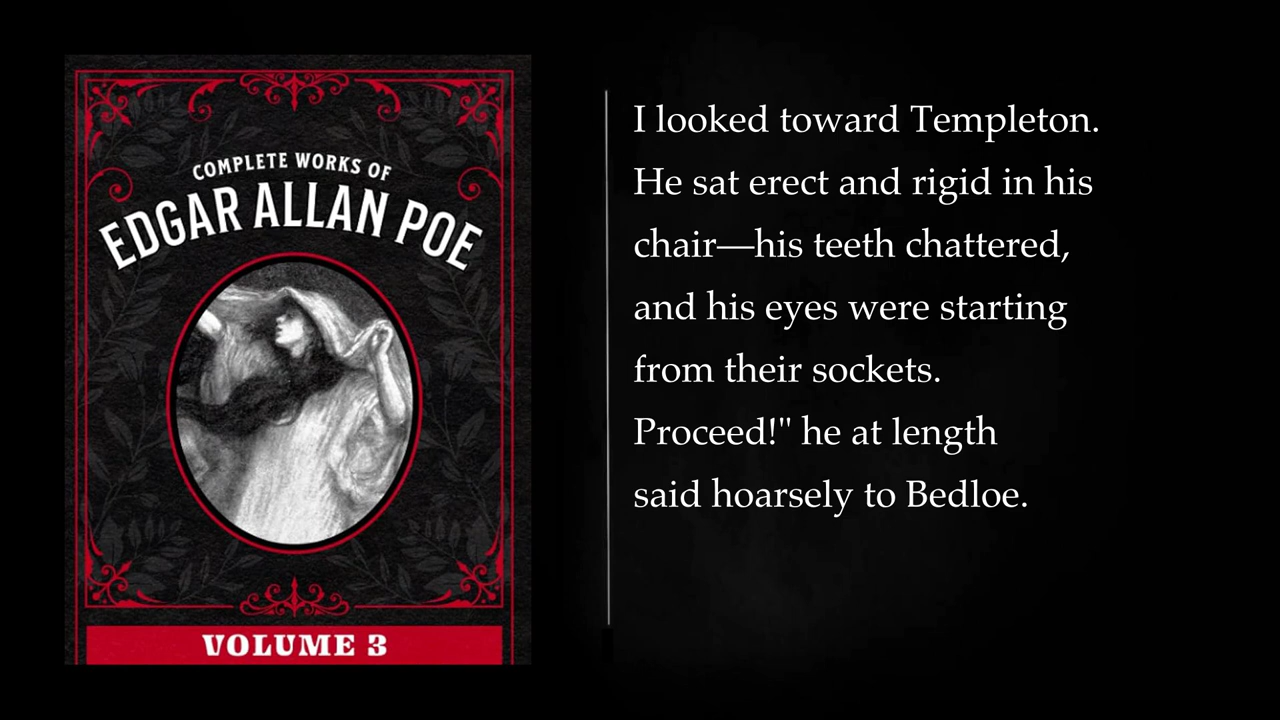 COMPLETE WORKS OF
EDGAR ALLAN POE
VOLUME 3
I looked toward Templeton.
He sat erect and rigid in his
chair—his teeth chattered,
and his eyes were starting
from their sockets.
Proceed!" he at length
said hoarsely to Bedloe.